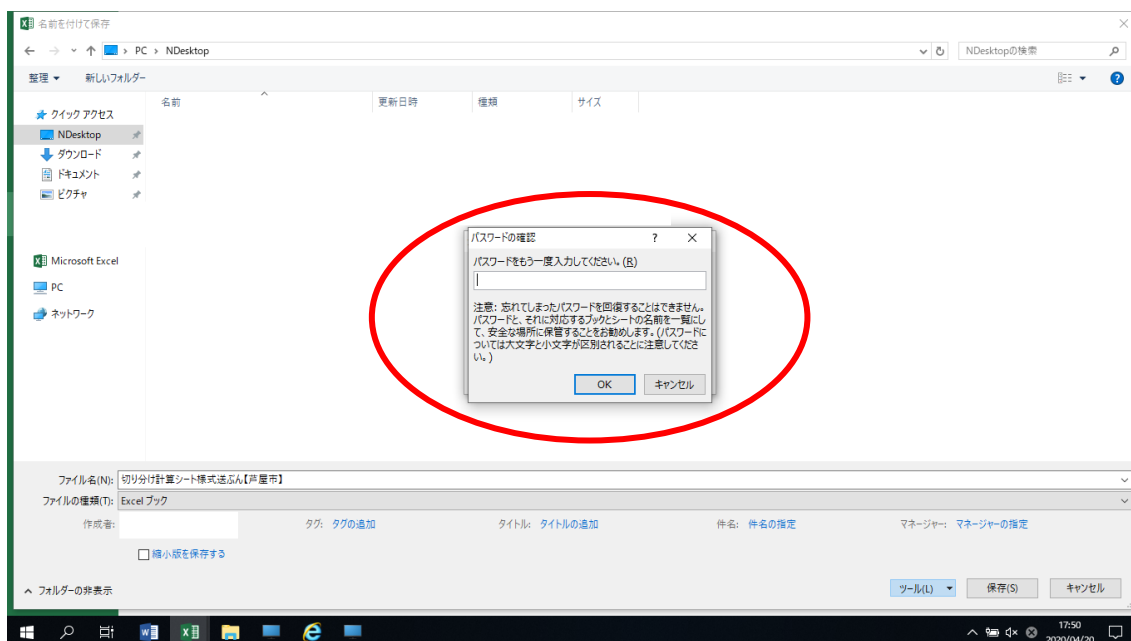 名前を付けて保存
PC › NDesktop
NDesktopの検索
整理 新しいフォルダー
名前 更新日時 種類 サイズ
クイック アクセス
NDesktop
ダウンロード
ドキュメント
ピクチャ
Microsoft Excel
PC
ネットワーク
パスワードの確認 ?
パスワードをもう一度入力してください。(R)
注意: 忘れてしまったパスワードを回復することはできません。
パスワードと、それに対応するブックとシートの名前を一覧にし
て、安全な場所に保管することをお勧めします。(パスワードに
ついては大文字と小文字が区別されることに注意してくださ
い。)
OK キャンセル
ファイル名(N): 切り分け計算シート様式送ぶん【芦屋市】
ファイルの種類(T): Excel ブック
作成者: タグ: タグの追加 タイトル: タイトルの追加 件名: 件名の指定 マネージャー: マネージャーの指定
縮小版を保存する
フォルダーの非表示
ツール(L) 保存(S) キャンセル
17:50
2020/04/20